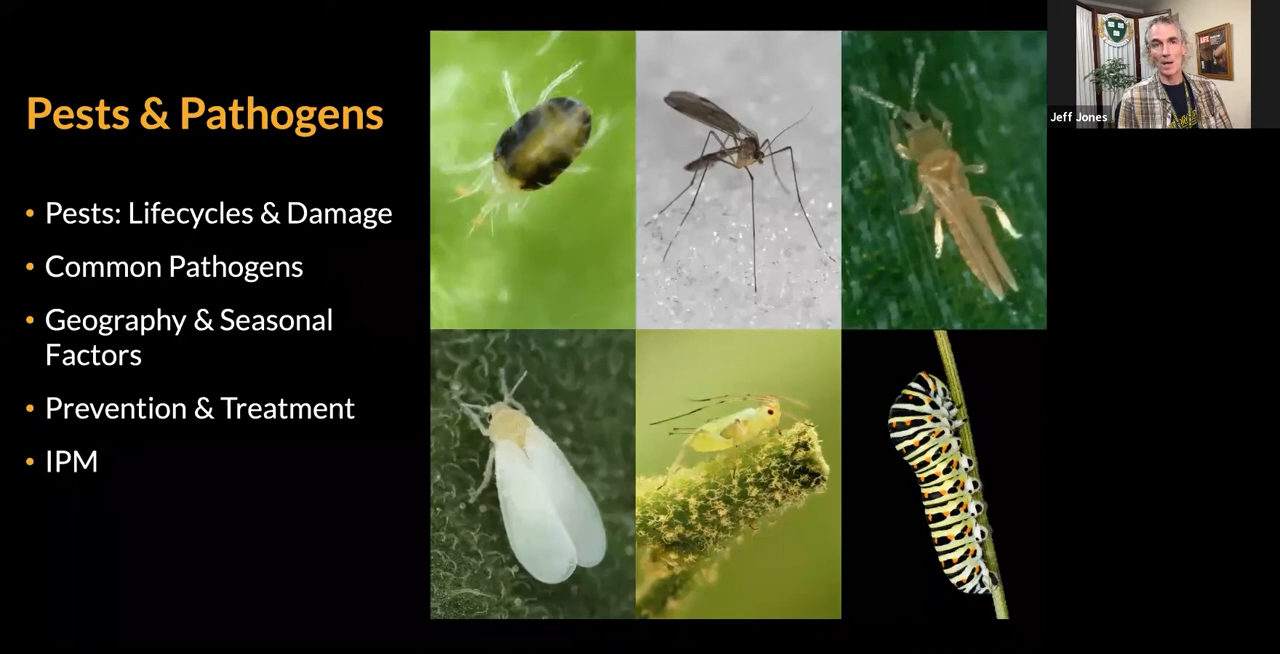 Pests & Pathogens
• Pests: Lifecycles & Damage
• Common Pathogens
• Geography & Seasonal
Factors
• Prevention & Treatment
• IPM
Jeff Jones